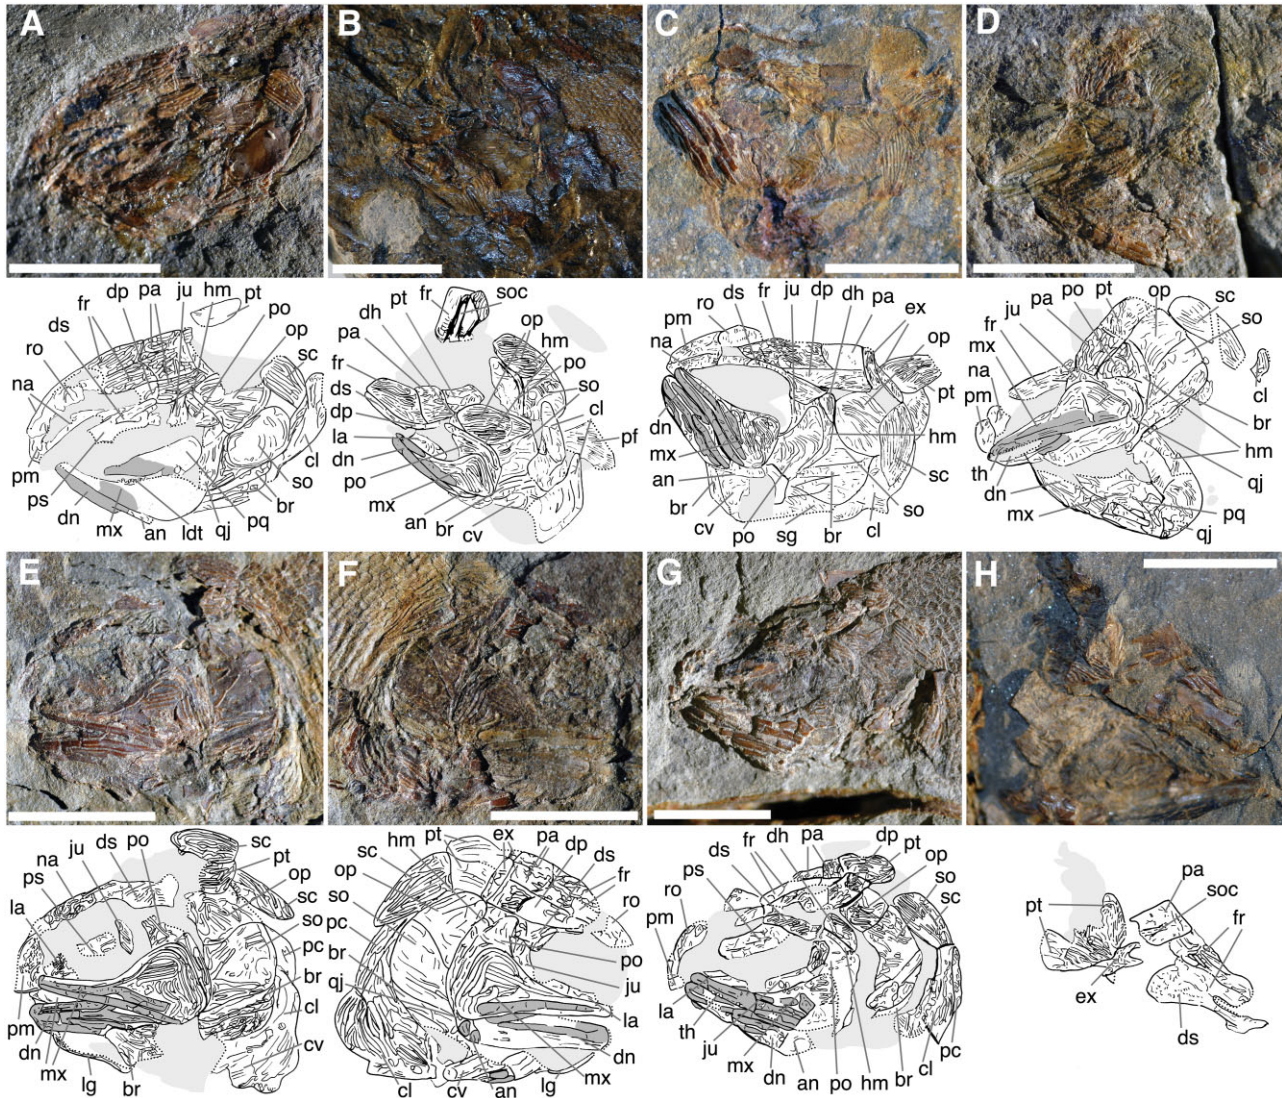 A
B
C
D
ds fr dp pa ju hm pt po op sc
ro
na
pm
ps
dn mx an ldt qj pq br so cl
fr soc
pt
dh
pa
fr
ds
dp
la
dn
po
mx
an
br cv
op
hm
po
so
cl
pf
ro ds fr ju dp dh pa ex op
pm
na
dn
mx
an
br
cv po sg br cl so
pt
hm
sc
ju pa po pt op sc so
fr
mx
na
pm
th
dn
mx
cl
br
hm
qj
pq
qj
E
F
G
H
na ju ds po sc
ps
la
pt
op
sc
so
pc
br
cl
cv
pm
dn
mx lg br
sc hm pt ex pa dp ds fr
op
so
ro
pc
br
qj
po
ju
la
dn
cl cv an lg mx
ds fr dh pa dp pt op
ps
ro
pm
so
sc
la
th
ju
mx dn an po hm br cl pc
pa
soc
fr
pt
ex
ds